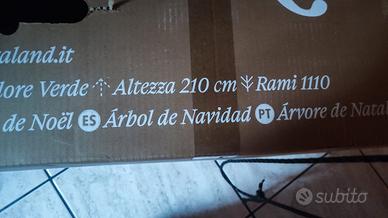 aland.it
lore Verde Altezza 210 cm Rami 1110
de Noël ES Árbol de Navidad PT Árvore de Natal
subito